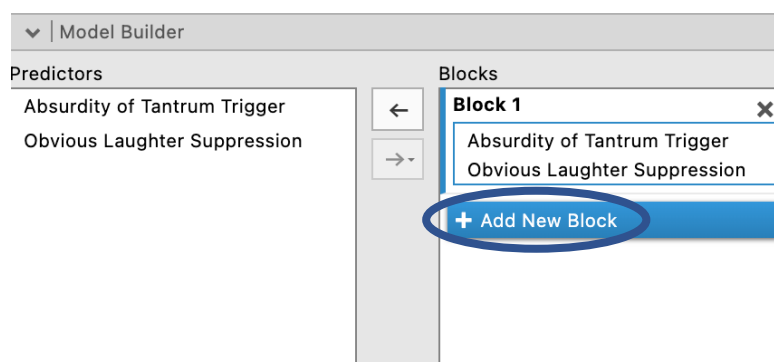 Model Builder
Predictors
Absurdity of Tantrum Trigger
Obvious Laughter Suppression
Blocks
Block 1
Absurdity of Tantrum Trigger
Obvious Laughter Suppression
+ Add New Block